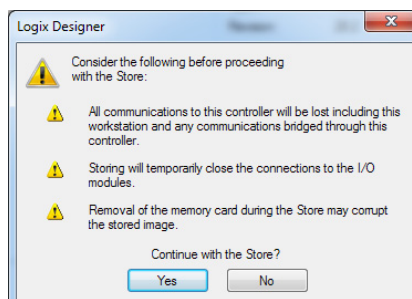 Logix Designer
Consider the following before proceeding
with the Store:
All communications to this controller will be lost including this
workstation and any communications bridged through this
controller.
Storing will temporarily close the connections to the I/O
modules.
Removal of the memory card during the Store may corrupt
the stored image.
Continue with the Store?
Yes
No